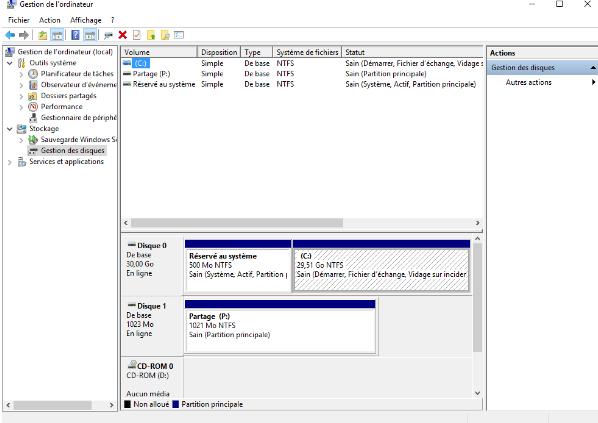 Gestion de l'ordinateur
Fichier Action Affichage ?
Gestion de l'ordinateur (local)
Outils système
Planificateur de tâches
Observateur d'événeme
Dossiers partagés
Performance
Gestionnaire de périphé
Stockage
Sauvegarde Windows Se
Gestion des disques
Services et applications
Volume Disposition Type Système de fichiers Statut
(C:) Simple De base NTFS Sain (Démarrer, Fichier d'échange, Vidage s
Partage (P:) Simple De base NTFS Sain (Partition principale)
Réservé au système Simple De base NTFS Sain (Système, Actif, Partition principale)
Actions
Gestion des disques
Autres actions
Disque 0
De base
30,00 Go
En ligne
Réservé au système
500 Mo NTFS
Sain (Système, Actif, Partition p
(C:)
29,51 Go NTFS
Sain (Démarrer, Fichier d'échange, Vidage sur inciden
Disque 1
De base
1023 Mo
En ligne
Partage (P:)
1021 Mo NTFS
Sain (Partition principale)
CD-ROM 0
CD-ROM (D:)
Aucun média
Non alloué Partition principale